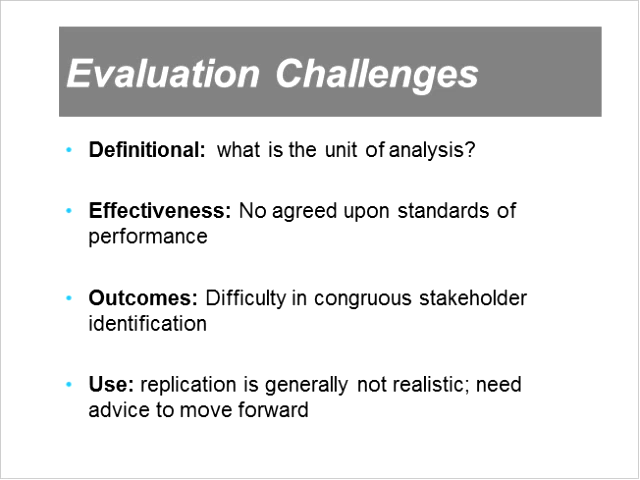 Evaluation Challenges
• Definitional: what is the unit of analysis?
• Effectiveness: No agreed upon standards of
performance
• Outcomes: Difficulty in congruous stakeholder
identification
• Use: replication is generally not realistic; need
advice to move forward